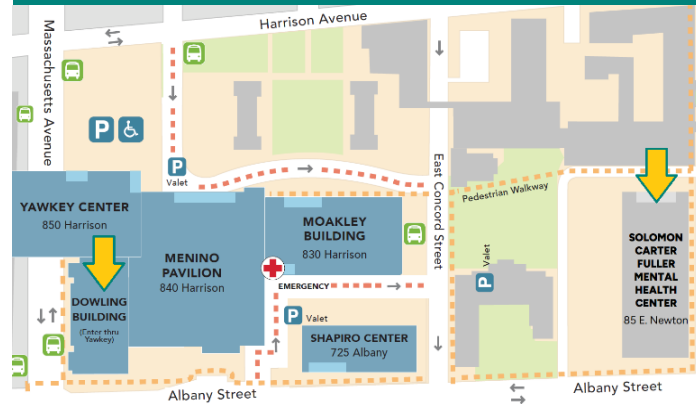 Harrison Avenue
Massachusetts Avenue
P
P
Valet
YAWKEY CENTER
850 Harrison
MENINO
PAVILION
840 Harrison
MOAKLEY
BUILDING
830 Harrison
East Concord Street
Pedestrian Walkway
Valet
P
SOLOMON
CARTER
FULLER
MENTAL
HEALTH
CENTER
85 E. Newton
DOWLING
BUILDING
(Enter thru
Yawkey)
EMERGENCY
P
Valet
SHAPIRO CENTER
725 Albany
Albany Street
Albany Street